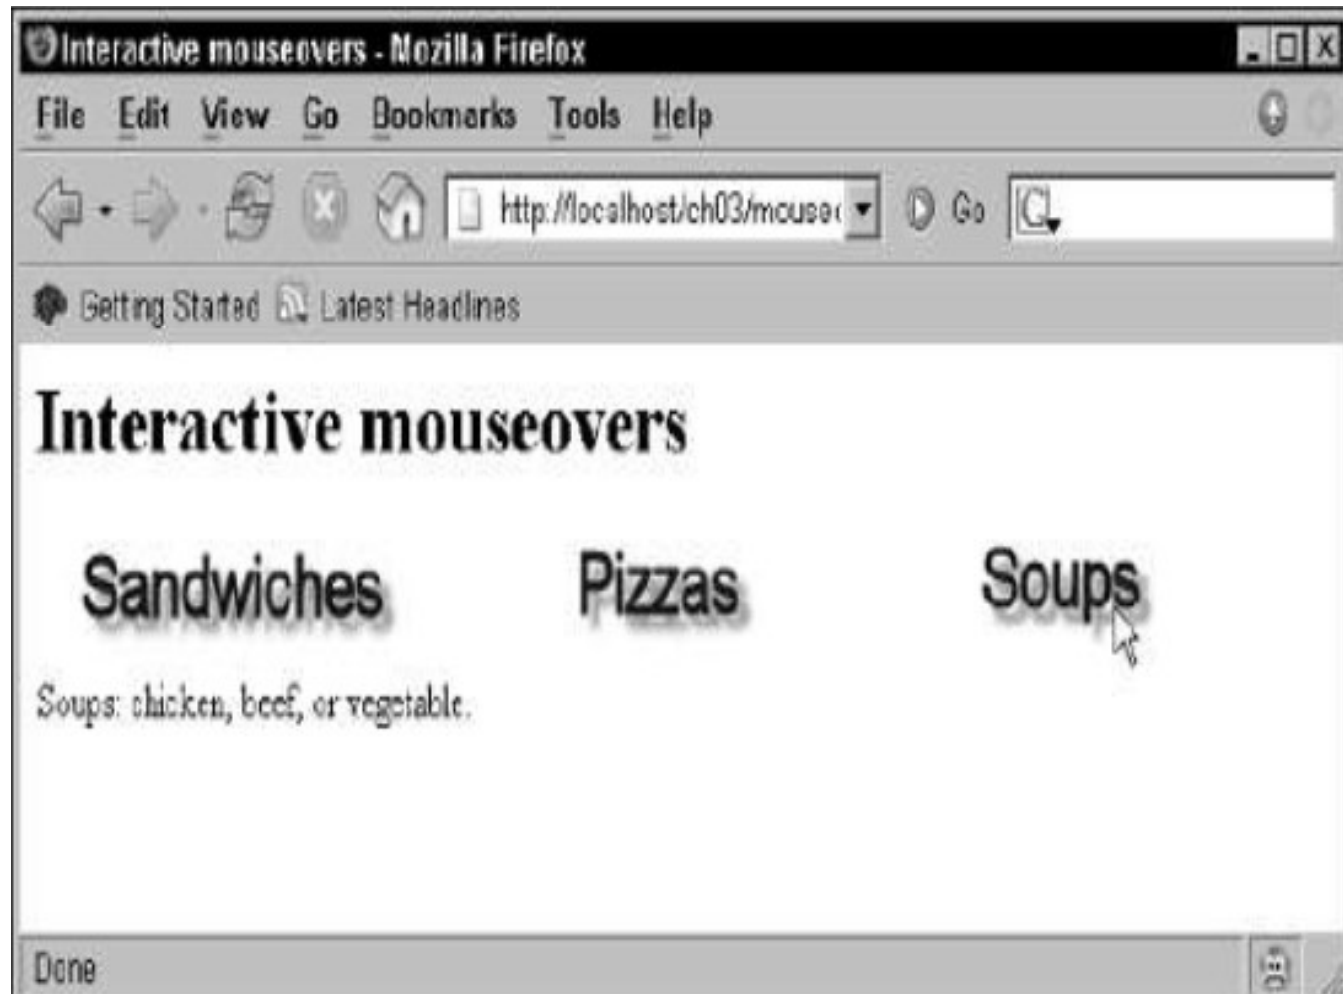 Interactive mouseovers - Mozilla Firefox
File Edit View Go Bookmarks Tools Help
http://localhost/ch03/mouseo Go G
Getting Started Latest Headlines
Interactive mouseovers
Sandwiches Pizzas Soups
Soups: chicken, beef, or vegetable.
Done